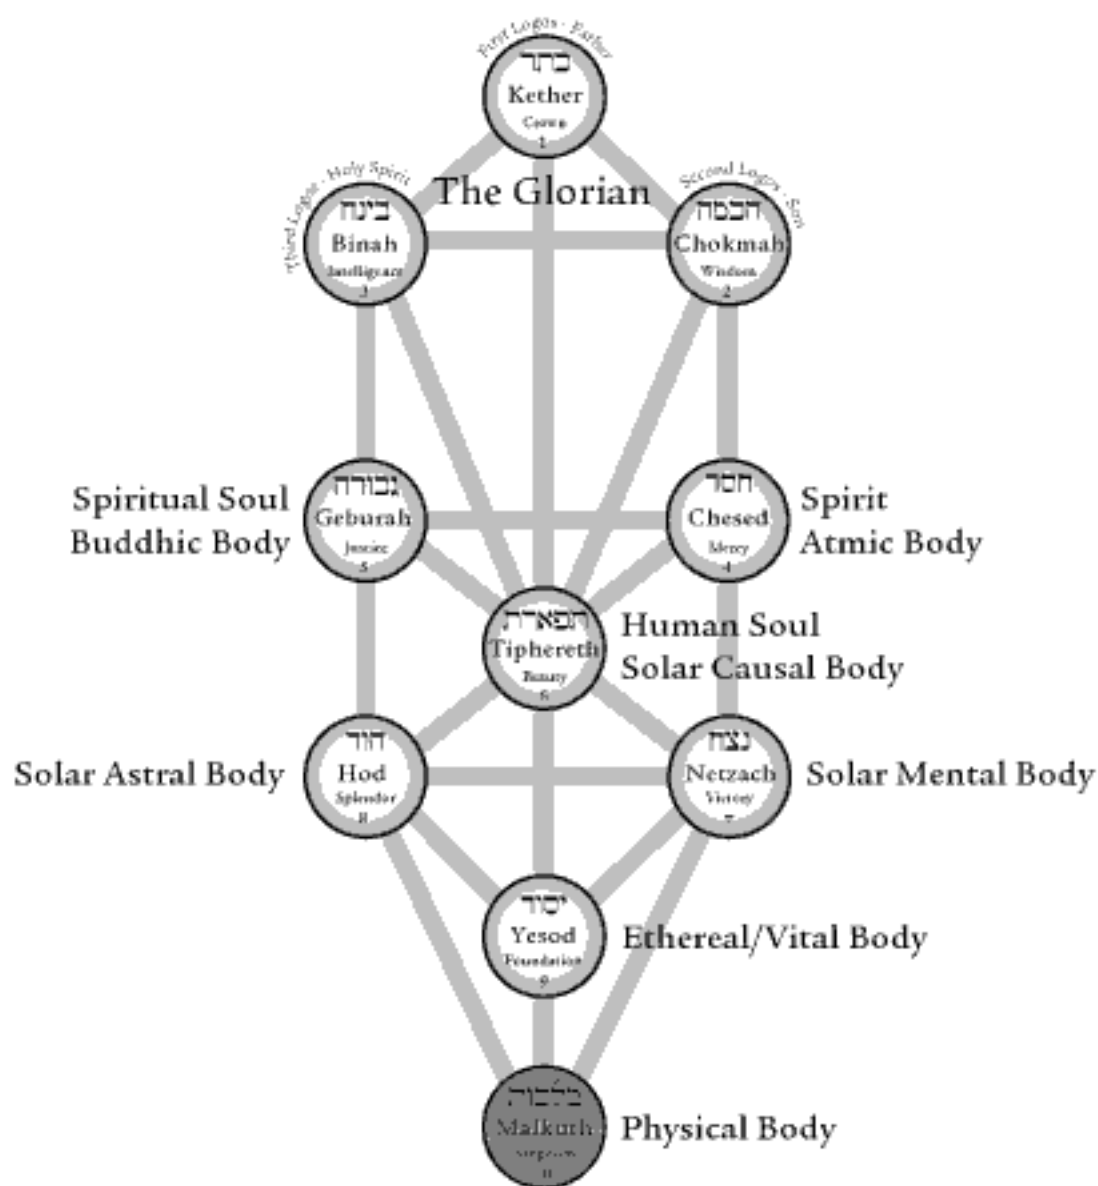 First Logos - Father
כתר
Kether
Crown
1
The Glorian
Third Logos - Holy Spirit
בינה
Binah
Intelligence
3
Second Logos - Son
חכמה
Chokmah
Wisdom
2
Spiritual Soul
Buddhic Body
גבורה
Geburah
Justice
5
חסד
Chesed
Mercy
4
Spirit
Atmic Body
תפארת
Tiphereth
Beauty
6
Human Soul
Solar Causal Body
Solar Astral Body
הוד
Hod
Splendor
8
נצח
Netzach
Victory
7
Solar Mental Body
יסוד
Yesod
Foundation
9
Ethereal/Vital Body
מלכות
Malkuth
Physical Body